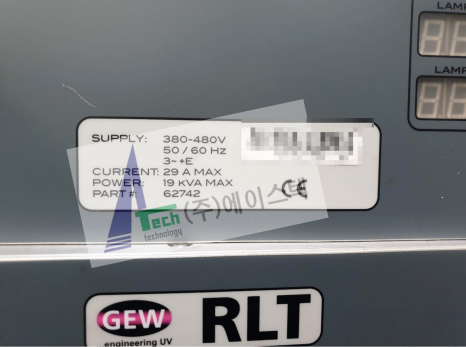 LAMP
LAMP
SUPPLY: 380-480V
50 / 60 Hz
3~ +E
CURRENT: 29 A MAX
POWER: 19 KVA MAX
PART #: 62742
CE
Tech (주)에이스텍
technology
GEW RLT
engineering UV